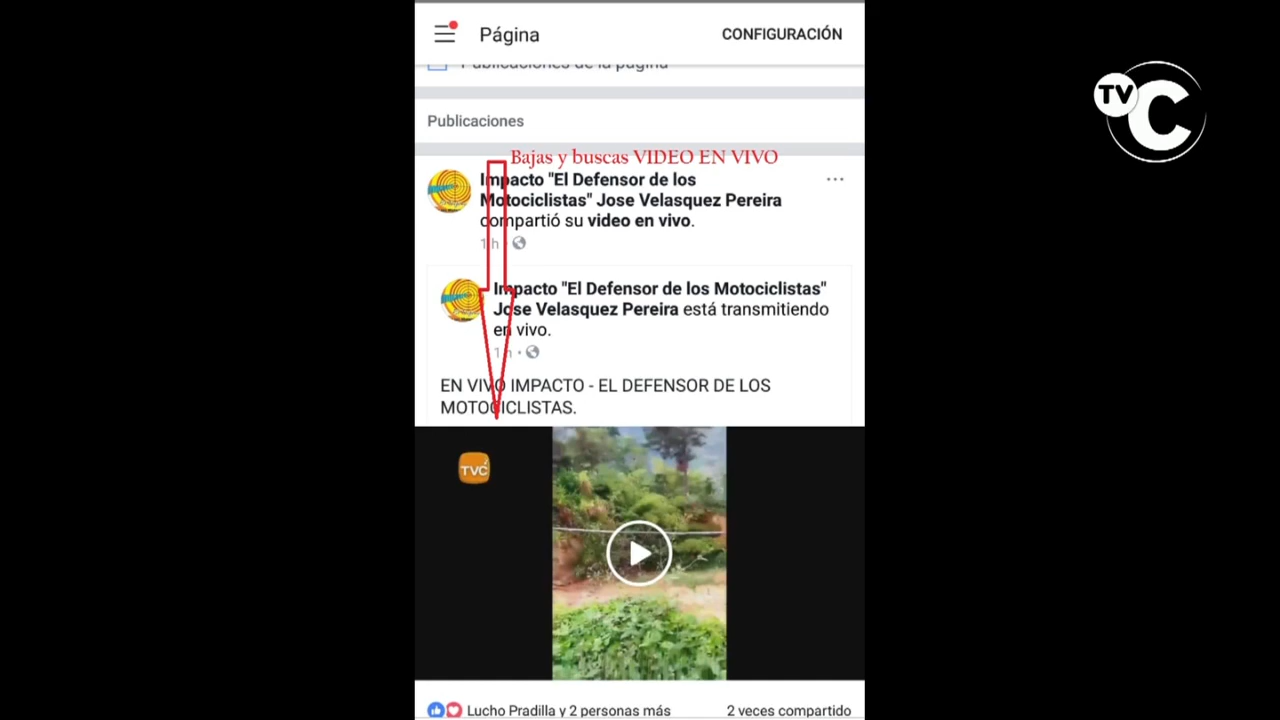 Página
CONFIGURACIÓN
Publicaciones de la página
Publicaciones
Bajas y buscas VIDEO EN VIVO
Impacto "El Defensor de los
Motociclistas" Jose Velasquez Pereira
compartió su video en vivo.
1 h
Impacto "El Defensor de los Motociclistas"
Jose Velasquez Pereira está transmitiendo
en vivo.
1 h
EN VIVO IMPACTO - EL DEFENSOR DE LOS
MOTOCICLISTAS.
TVC
Lucho Pradilla y 2 personas más
2 veces compartido
TV C